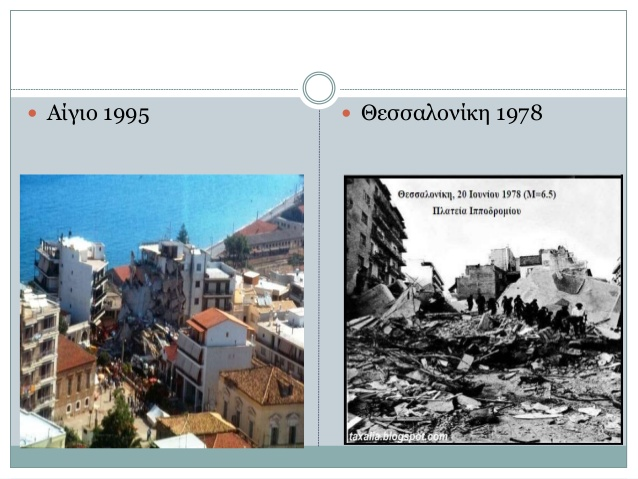 Αίγιο 1995
Θεσσαλονίκη 1978
Θεσσαλονίκη, 20 Ιουνίου 1978 (M=6.5)
Πλατεία Ιπποδρομίου
taxalia.blogspot.com